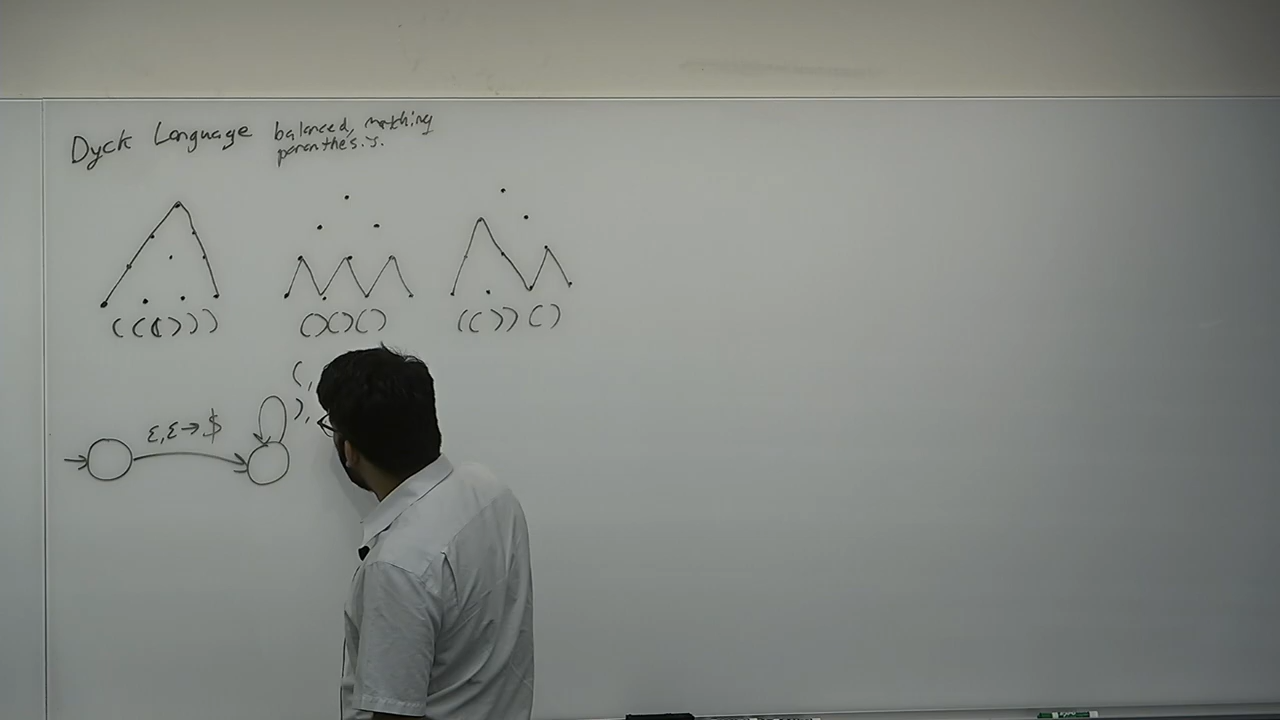 Dyck Language balanced, matching
parenthesis.
((())) ()()() (())()
(,
),
ε,ε→$